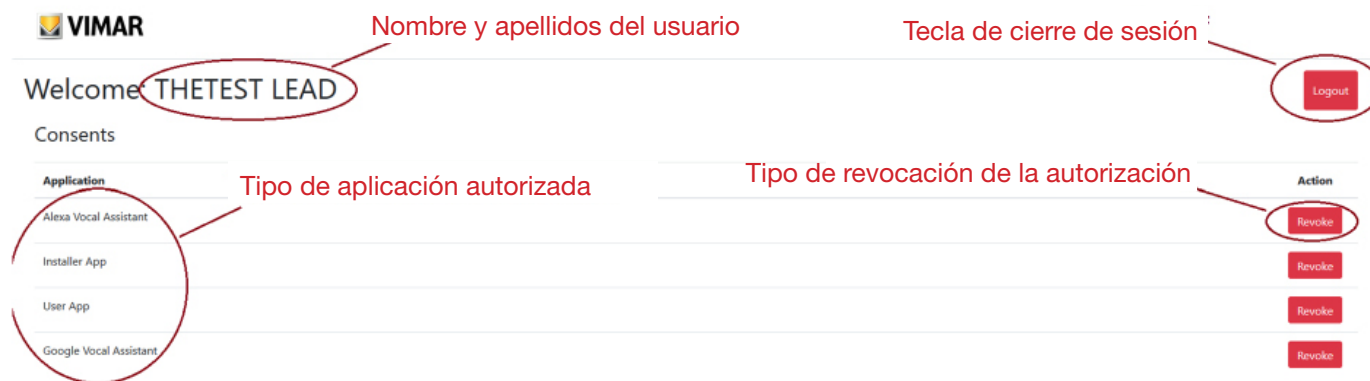 VIMAR
Nombre y apellidos del usuario
Tecla de cierre de sesión
Welcome THETEST LEAD
Logout
Consents
Tipo de aplicación autorizada
Tipo de revocación de la autorización
Application
Action
Alexa Vocal Assistant
Revoke
Installer App
Revoke
User App
Revoke
Google Vocal Assistant
Revoke